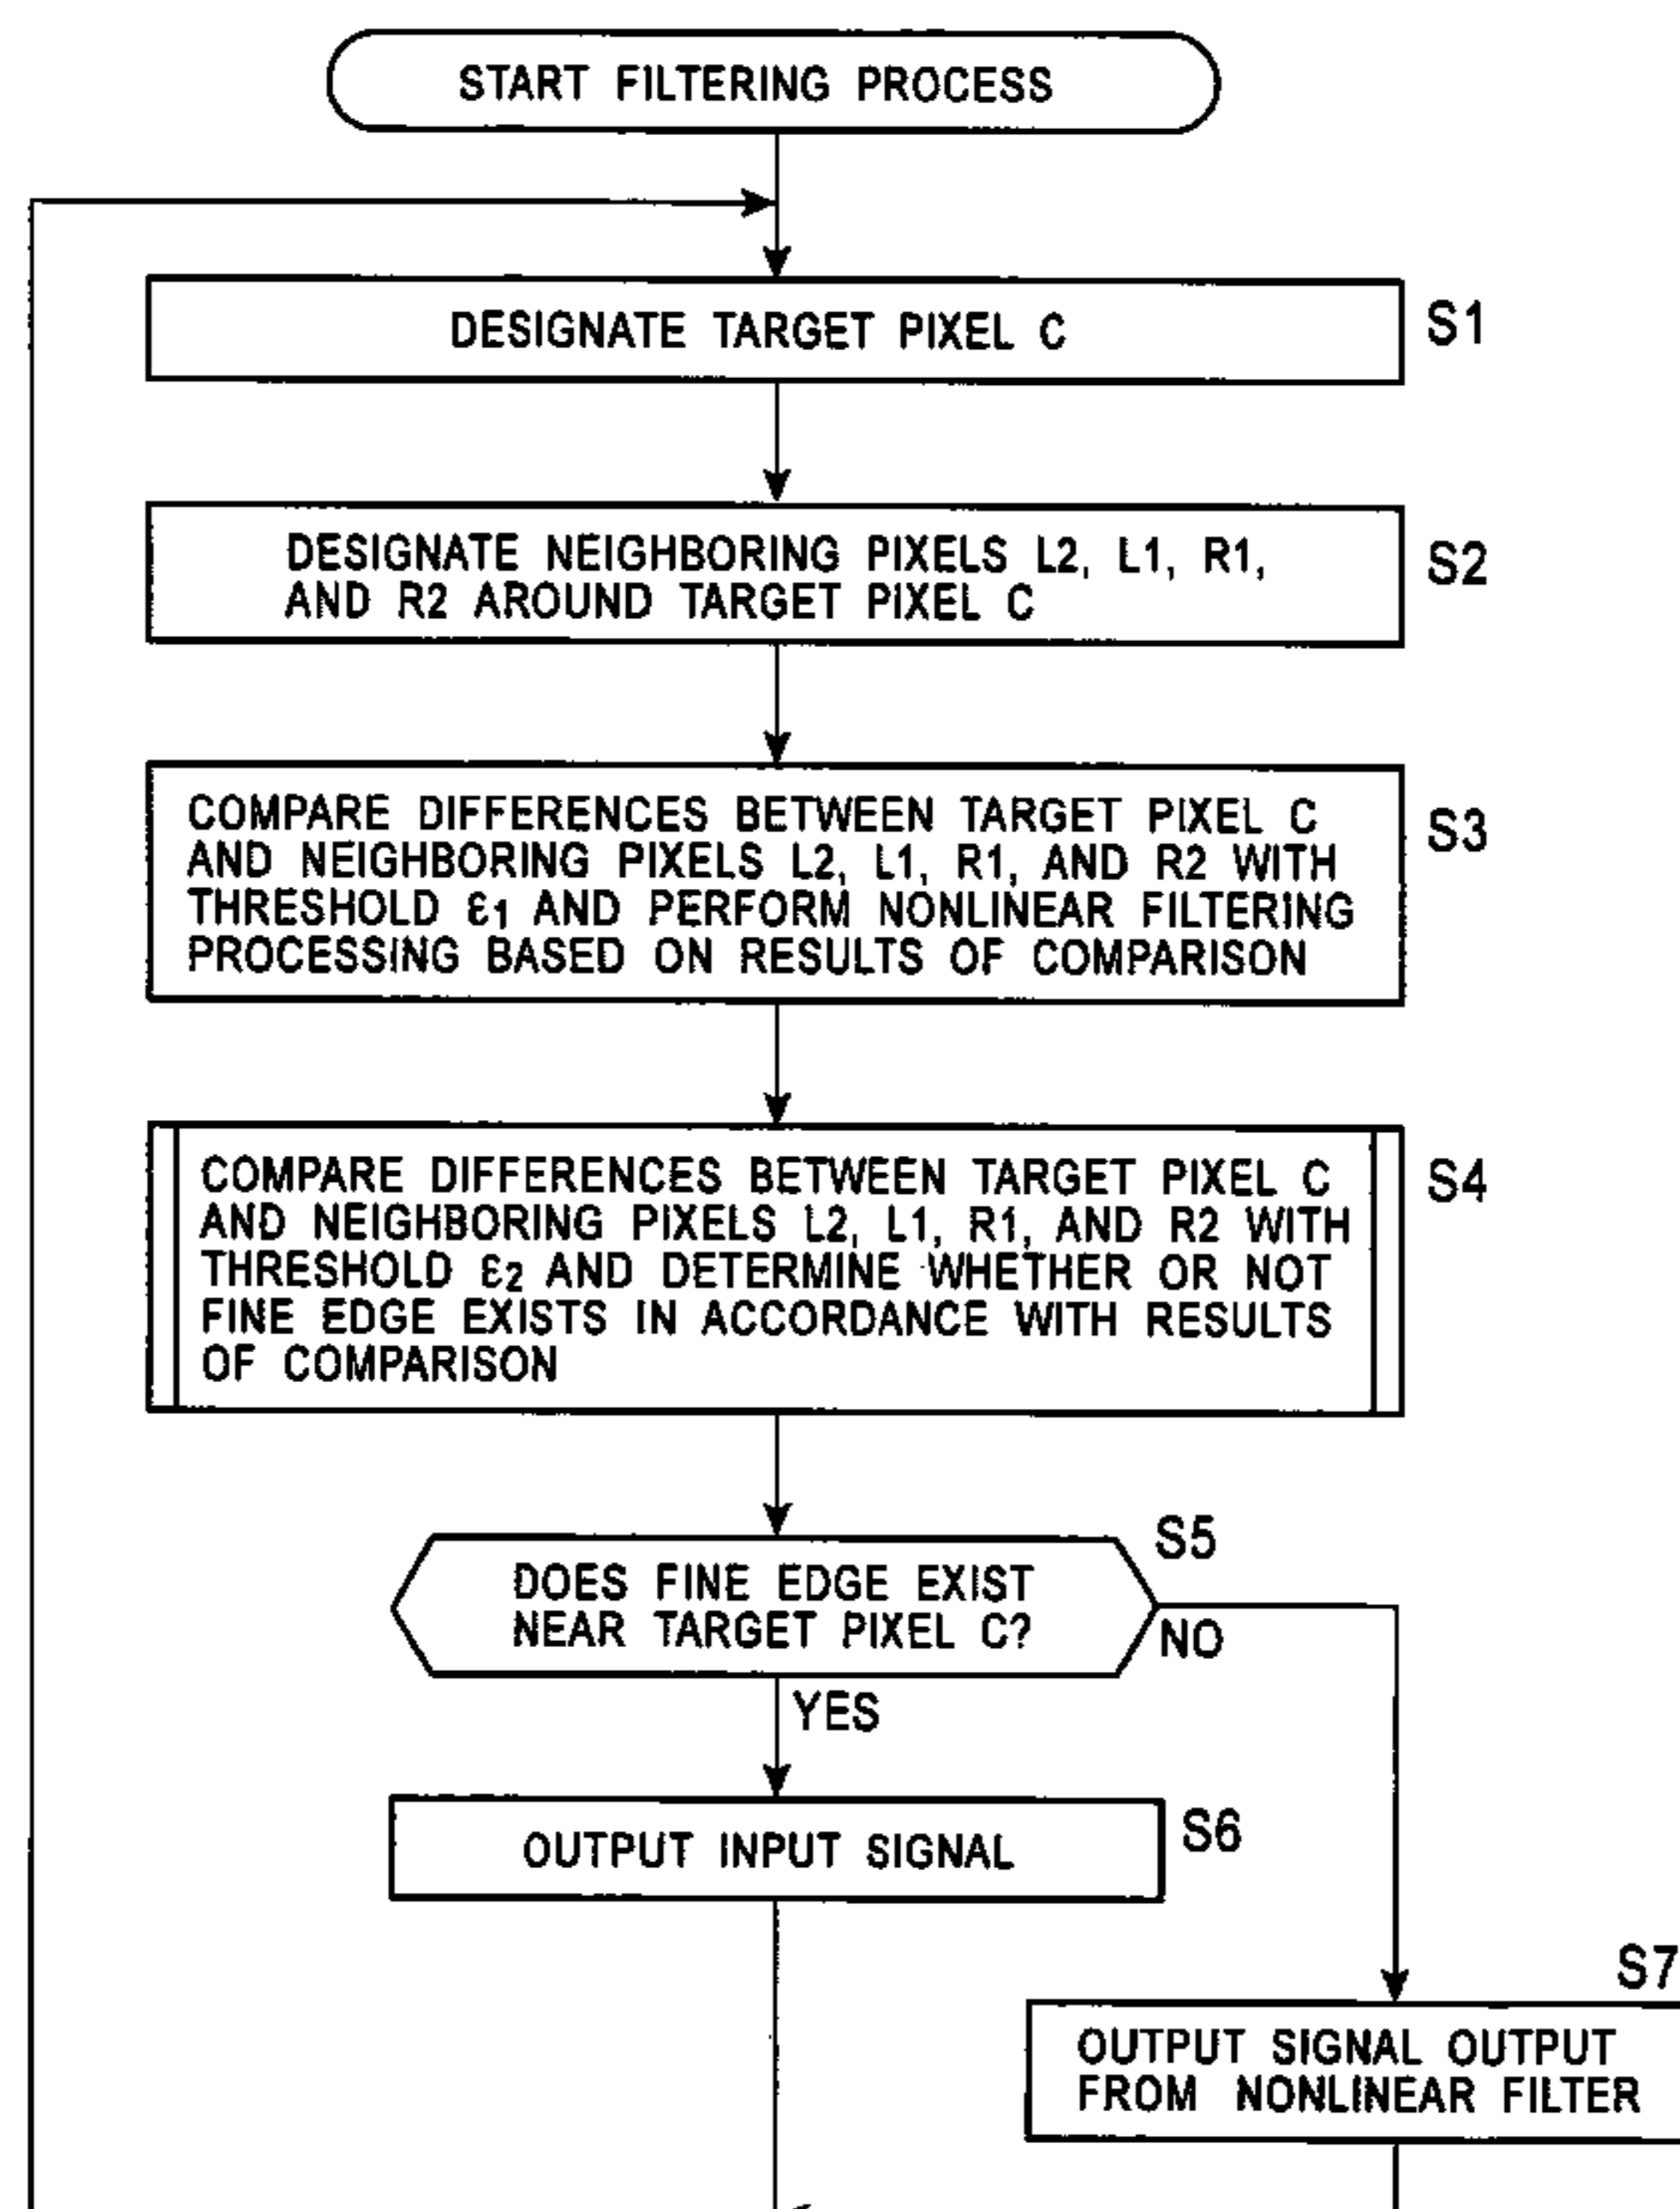 START FILTERING PROCESS
DESIGNATE TARGET PIXEL C
S1
DESIGNATE NEIGHBORING PIXELS L2, L1, R1,
AND R2 AROUND TARGET PIXEL C
S2
COMPARE DIFFERENCES BETWEEN TARGET PIXEL C
AND NEIGHBORING PIXELS L2, L1, R1, AND R2 WITH
THRESHOLD ε1 AND PERFORM NONLINEAR FILTERING
PROCESSING BASED ON RESULTS OF COMPARISON
S3
COMPARE DIFFERENCES BETWEEN TARGET PIXEL C
AND NEIGHBORING PIXELS L2, L1, R1, AND R2 WITH
THRESHOLD ε2 AND DETERMINE WHETHER OR NOT
FINE EDGE EXISTS IN ACCORDANCE WITH RESULTS
OF COMPARISON
S4
S5
DOES FINE EDGE EXIST
NEAR TARGET PIXEL C?
NO
YES
OUTPUT INPUT SIGNAL
S6
S7
OUTPUT SIGNAL OUTPUT
FROM NONLINEAR FILTER